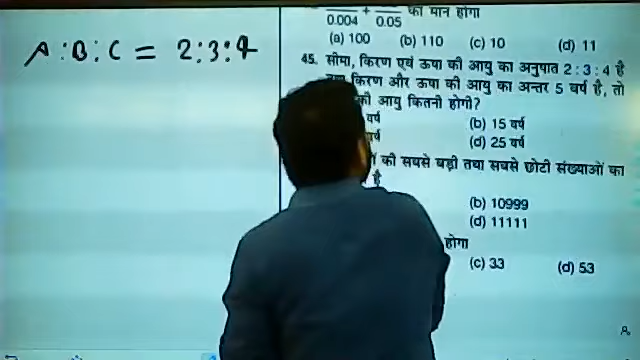 A : B : C = 2 : 3 : 4
0.004 + 0.05 का मान होगा
(a) 100 (b) 110 (c) 10 (d) 11
45. सीमा, किरण एवं ऊषा की आयु का अनुपात 2 : 3 : 4 है
किरण और ऊषा की आयु का अन्तर 5 वर्ष है, तो
की आयु कितनी होगी?
वर्ष (b) 15 वर्ष
वर्ष (d) 25 वर्ष
की सबसे बड़ी तथा सबसे छोटी संख्याओं का
है
(b) 10999
(d) 11111
होगा
(c) 33 (d) 53